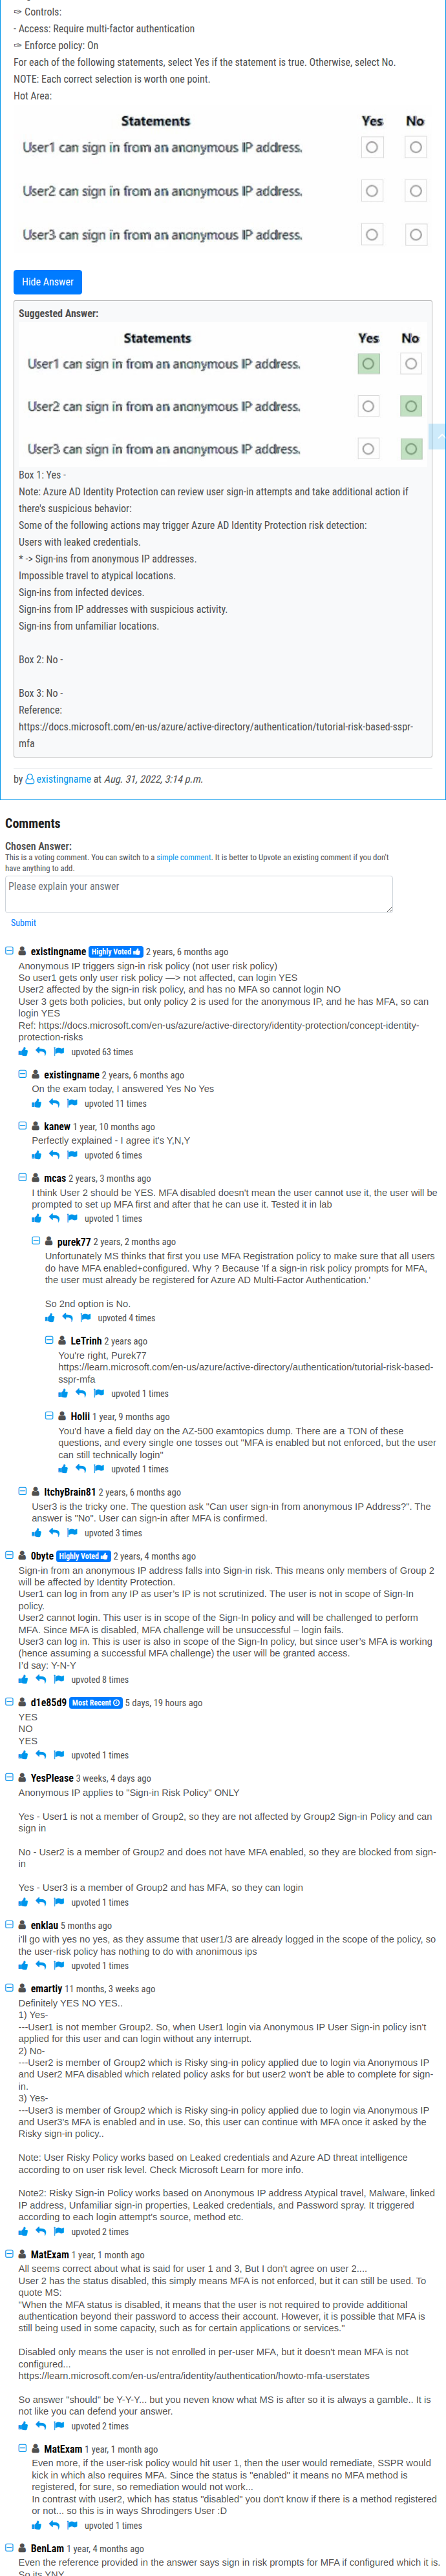 ⇨ Controls:
- Access: Require multi-factor authentication
⇨ Enforce policy: On
For each of the following statements, select Yes if the statement is true. Otherwise, select No.
NOTE: Each correct selection is worth one point.
Hot Area:
Statements Yes No
User1 can sign in from an anonymous IP address.
User2 can sign in from an anonymous IP address.
User3 can sign in from an anonymous IP address.
Hide Answer
Suggested Answer:
Statements Yes No
User1 can sign in from an anonymous IP address.
User2 can sign in from an anonymous IP address.
User3 can sign in from an anonymous IP address.
Box 1: Yes -
Note: Azure AD Identity Protection can review user sign-in attempts and take additional action if
there's suspicious behavior:
Some of the following actions may trigger Azure AD Identity Protection risk detection:
Users with leaked credentials.
* -> Sign-ins from anonymous IP addresses.
Impossible travel to atypical locations.
Sign-ins from infected devices.
Sign-ins from IP addresses with suspicious activity.
Sign-ins from unfamiliar locations.
Box 2: No -
Box 3: No -
Reference:
https://docs.microsoft.com/en-us/azure/active-directory/authentication/tutorial-risk-based-sspr-
mfa
by existingname at Aug. 31, 2022, 3:14 p.m.
Comments
Chosen Answer:
This is a voting comment. You can switch to a simple comment. It is better to Upvote an existing comment if you don't
have anything to add.
Please explain your answer
Submit
existingname Highly Voted 2 years, 6 months ago
Anonymous IP triggers sign-in risk policy (not user risk policy)
So user1 gets only user risk policy —> not affected, can login YES
User2 affected by the sign-in risk policy, and has no MFA so cannot login NO
User 3 gets both policies, but only policy 2 is used for the anonymous IP, and he has MFA, so can
login YES
Ref: https://docs.microsoft.com/en-us/azure/active-directory/identity-protection/concept-identity-
protection-risks
upvoted 63 times
existingname 2 years, 6 months ago
On the exam today, I answered Yes No Yes
upvoted 11 times
kanew 1 year, 10 months ago
Perfectly explained - I agree it's Y,N,Y
upvoted 6 times
mcas 2 years, 3 months ago
I think User 2 should be YES. MFA disabled doesn't mean the user cannot use it, the user will be
prompted to set up MFA first and after that he can use it. Tested it in lab
upvoted 1 times
purek77 2 years, 2 months ago
Unfortunately MS thinks that first you use MFA Registration policy to make sure that all users
do have MFA enabled+configured. Why ? Because 'If a sign-in risk policy prompts for MFA,
the user must already be registered for Azure AD Multi-Factor Authentication.'
So 2nd option is No.
upvoted 4 times
LeTrinh 2 years ago
You're right, Purek77
https://learn.microsoft.com/en-us/azure/active-directory/authentication/tutorial-risk-based-
sspr-mfa
upvoted 1 times
Holii 1 year, 9 months ago
You'd have a field day on the AZ-500 examtopics dump. There are a TON of these
questions, and every single one tosses out "MFA is enabled but not enforced, but the user
can still technically login"
upvoted 1 times
ItchyBrain81 2 years, 6 months ago
User3 is the tricky one. The question ask "Can user sign-in from anonymous IP Address?". The
answer is "No". User can sign-in after MFA is confirmed.
upvoted 3 times
0byte Highly Voted 2 years, 4 months ago
Sign-in from an anonymous IP address falls into Sign-in risk. This means only members of Group 2
will be affected by Identity Protection.
User1 can log in from any IP as user's IP is not scrutinized. The user is not in scope of Sign-In
policy.
User2 cannot login. This user is in scope of the Sign-In policy and will be challenged to perform
MFA. Since MFA is disabled, MFA challenge will be unsuccessful – login fails.
User3 can log in. This user is also in scope of the Sign-In policy, but since user's MFA is working
(hence assuming a successful MFA challenge) the user will be granted access.
I'd say: Y-N-Y
upvoted 8 times
d1e85d9 Most Recent 5 days, 19 hours ago
YES
NO
YES
upvoted 1 times
YesPlease 3 weeks, 4 days ago
Anonymous IP applies to "Sign-in Risk Policy" ONLY
Yes - User1 is not a member of Group2, so they are not affected by Group2 Sign-in Policy and can
sign in
No - User2 is a member of Group2 and does not have MFA enabled, so they are blocked from sign-
in
Yes - User3 is a member of Group2 and has MFA, so they can login
upvoted 1 times
enklau 5 months ago
i'll go with yes no yes, as they assume that user1/3 are already logged in the scope of the policy, so
the user-risk policy has nothing to do with anonimous ips
upvoted 1 times
emartiy 11 months, 3 weeks ago
Definitely YES NO YES..
1) Yes-
---User1 is not member Group2. So, when User1 login via Anonymous IP User Sign-in policy isn't
applied for this user and can login without any interrupt.
2) No-
---User2 is member of Group2 which is Risky sing-in policy applied due to login via Anonymous IP
and User2 MFA disabled which related policy asks for but user2 won't be able to complete for sign-
in.
3) Yes-
---User3 is member of Group2 which is Risky sing-in policy applied due to login via Anonymous IP
and User3's MFA is enabled and in use. So, this user can continue with MFA once it asked by the
Risky sign-in policy..
Note: User Risky Policy works based on Leaked credentials and Azure AD threat intelligence
according to on user risk level. Check Microsoft Learn for more info.
Note2: Risky Sign-in Policy works based on Anonymous IP address Atypical travel, Malware, linked
IP address, Unfamiliar sign-in properties, Leaked credentials, and Password spray. It triggered
according to each login attempt's source, method etc.
upvoted 2 times
MatExam 1 year, 1 month ago
All seems correct about what is said for user 1 and 3, But I don't agree on user 2....
User 2 has the status disabled, this simply means MFA is not enforced, but it can still be used. To
quote MS:
"When the MFA status is disabled, it means that the user is not required to provide additional
authentication beyond their password to access their account. However, it is possible that MFA is
still being used in some capacity, such as for certain applications or services."
Disabled only means the user is not enrolled in per-user MFA, but it doesn't mean MFA is not
configured...
https://learn.microsoft.com/en-us/entra/identity/authentication/howto-mfa-userstates
So answer "should" be Y-Y-Y... but you neven know what MS is after so it is always a gamble.. It is
not like you can defend your answer.
upvoted 2 times
MatExam 1 year, 1 month ago
Even more, if the user-risk policy would hit user 1, then the user would remediate, SSPR would
kick in which also requires MFA. Since the status is "enabled" it means no MFA method is
registered, for sure, so remediation would not work...
In contrast with user2, which has status "disabled" you don't know if there is a method registered
or not... so this is in ways Shrodingers User :D
upvoted 1 times
BenLam 1 year, 4 months ago
Even the reference provided in the answer says sign in risk prompts for MFA if configured which it is.
So its YNY